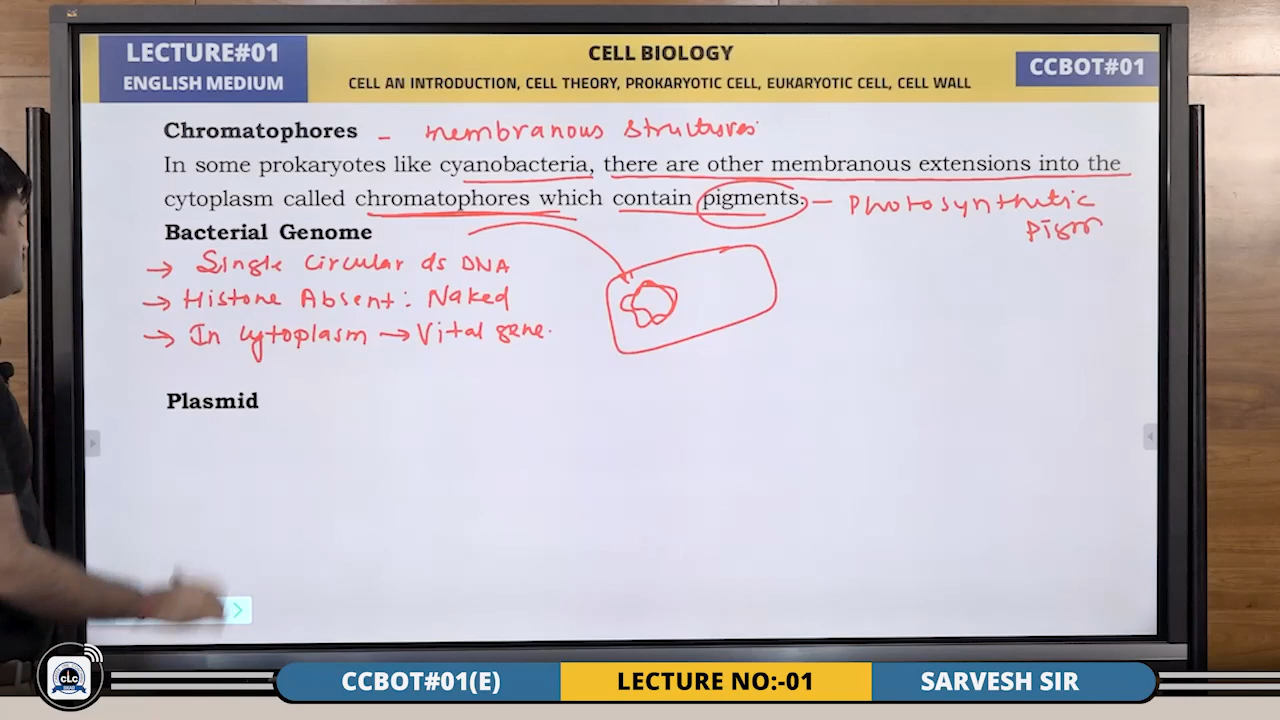 LECTURE#01
ENGLISH MEDIUM
CELL BIOLOGY
CELL AN INTRODUCTION, CELL THEORY, PROKARYOTIC CELL, EUKARYOTIC CELL, CELL WALL
CCBOT#01
Chromatophores - membranous structures
In some prokaryotes like cyanobacteria, there are other membranous extensions into the
cytoplasm called chromatophores which contain pigments. — Photosynthetic
Pigm
Bacterial Genome
→ Single circular ds DNA
→ Histone Absent: Naked
→ In cytoplasm → Vital gene.
Plasmid
CLC
CCBOT#01(E)
LECTURE NO:-01
SARVESH SIR